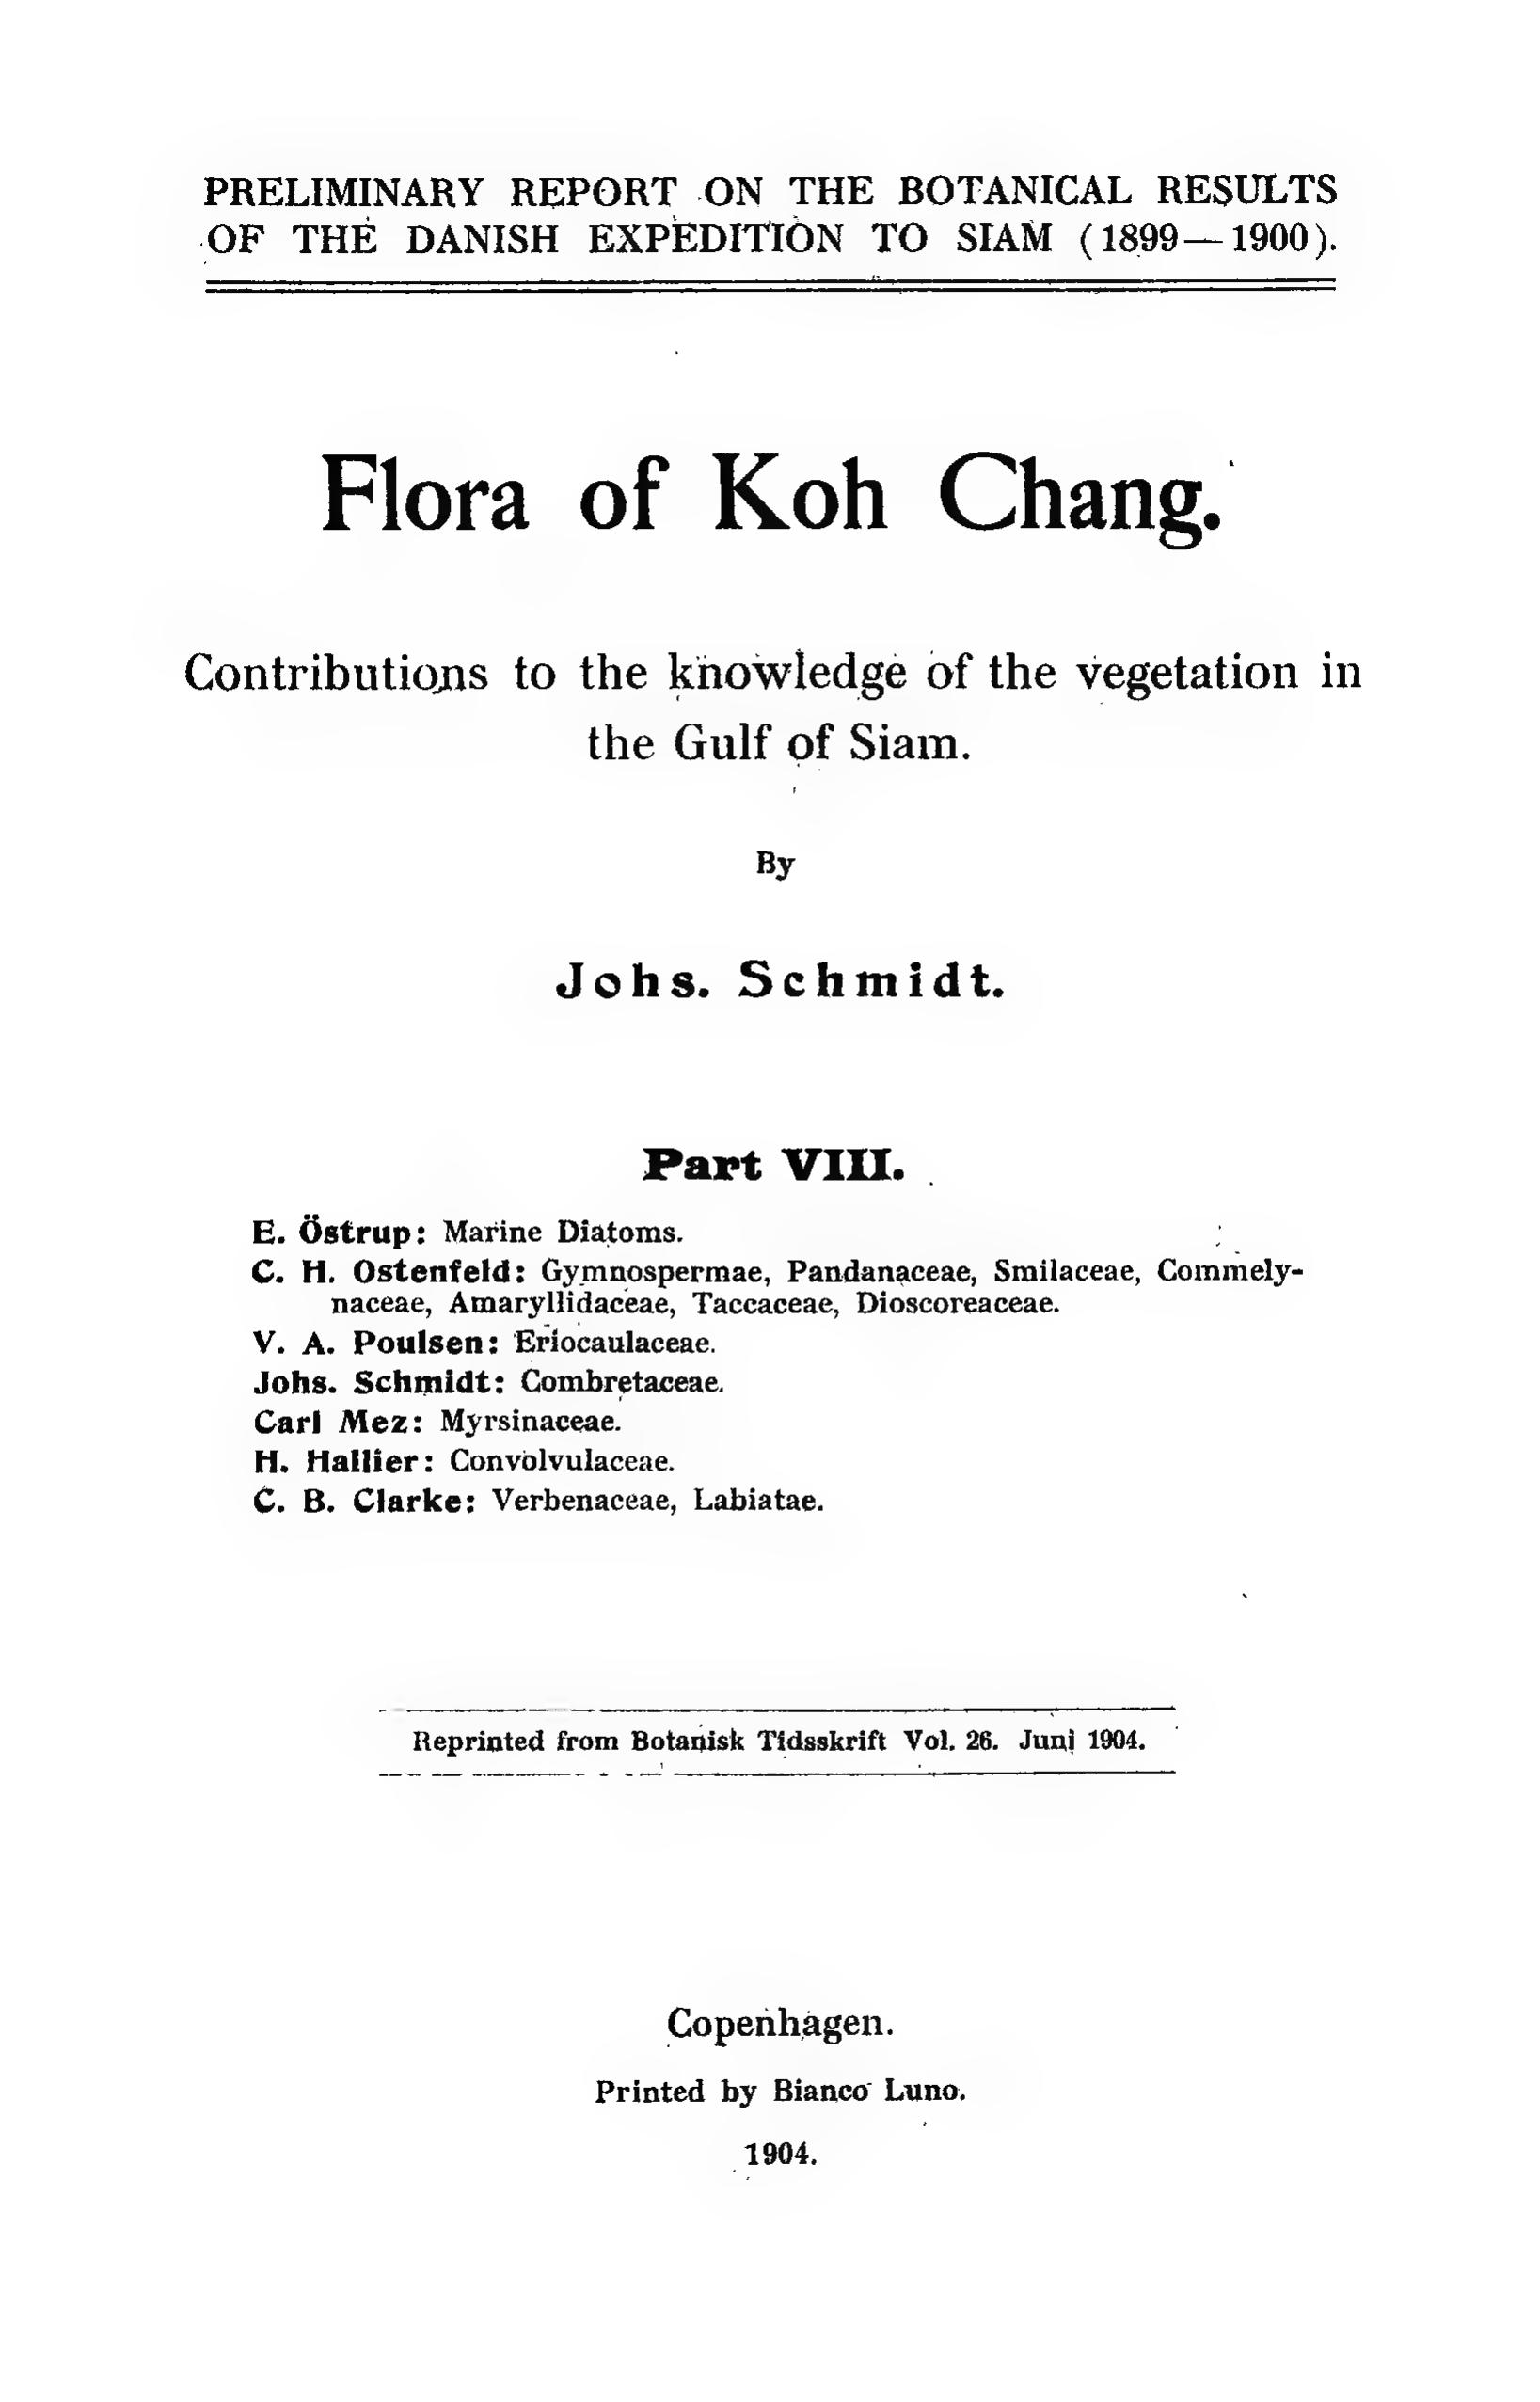 PRELIMINARY REPORT ON THE BOTANICAL RESULTS
OF THE DANISH EXPEDITION TO SIAM (1899—1900).
Flora of Koh Chang.
Contributions to the knowledge of the vegetation in
the Gulf of Siam.
By
Johs. Schmidt.
Part VIII.
E. Östrup: Marine Diatoms.
C. H. Ostenfeld: Gymnospermae, Pandanaceae, Smilaceae, Commely-
naceae, Amaryllidaceae, Taccaceae, Dioscoreaceae.
V. A. Poulsen: Eriocaulaceae.
Johs. Schmidt: Combretaceae.
Carl Mez: Myrsinaceae.
H. Hallier: Convolvulaceae.
C. B. Clarke: Verbenaceae, Labiatae.
Reprinted from Botanisk Tidsskrift Vol. 26. Juni 1904.
Copenhagen.
Printed by Bianco Luno.
1904.